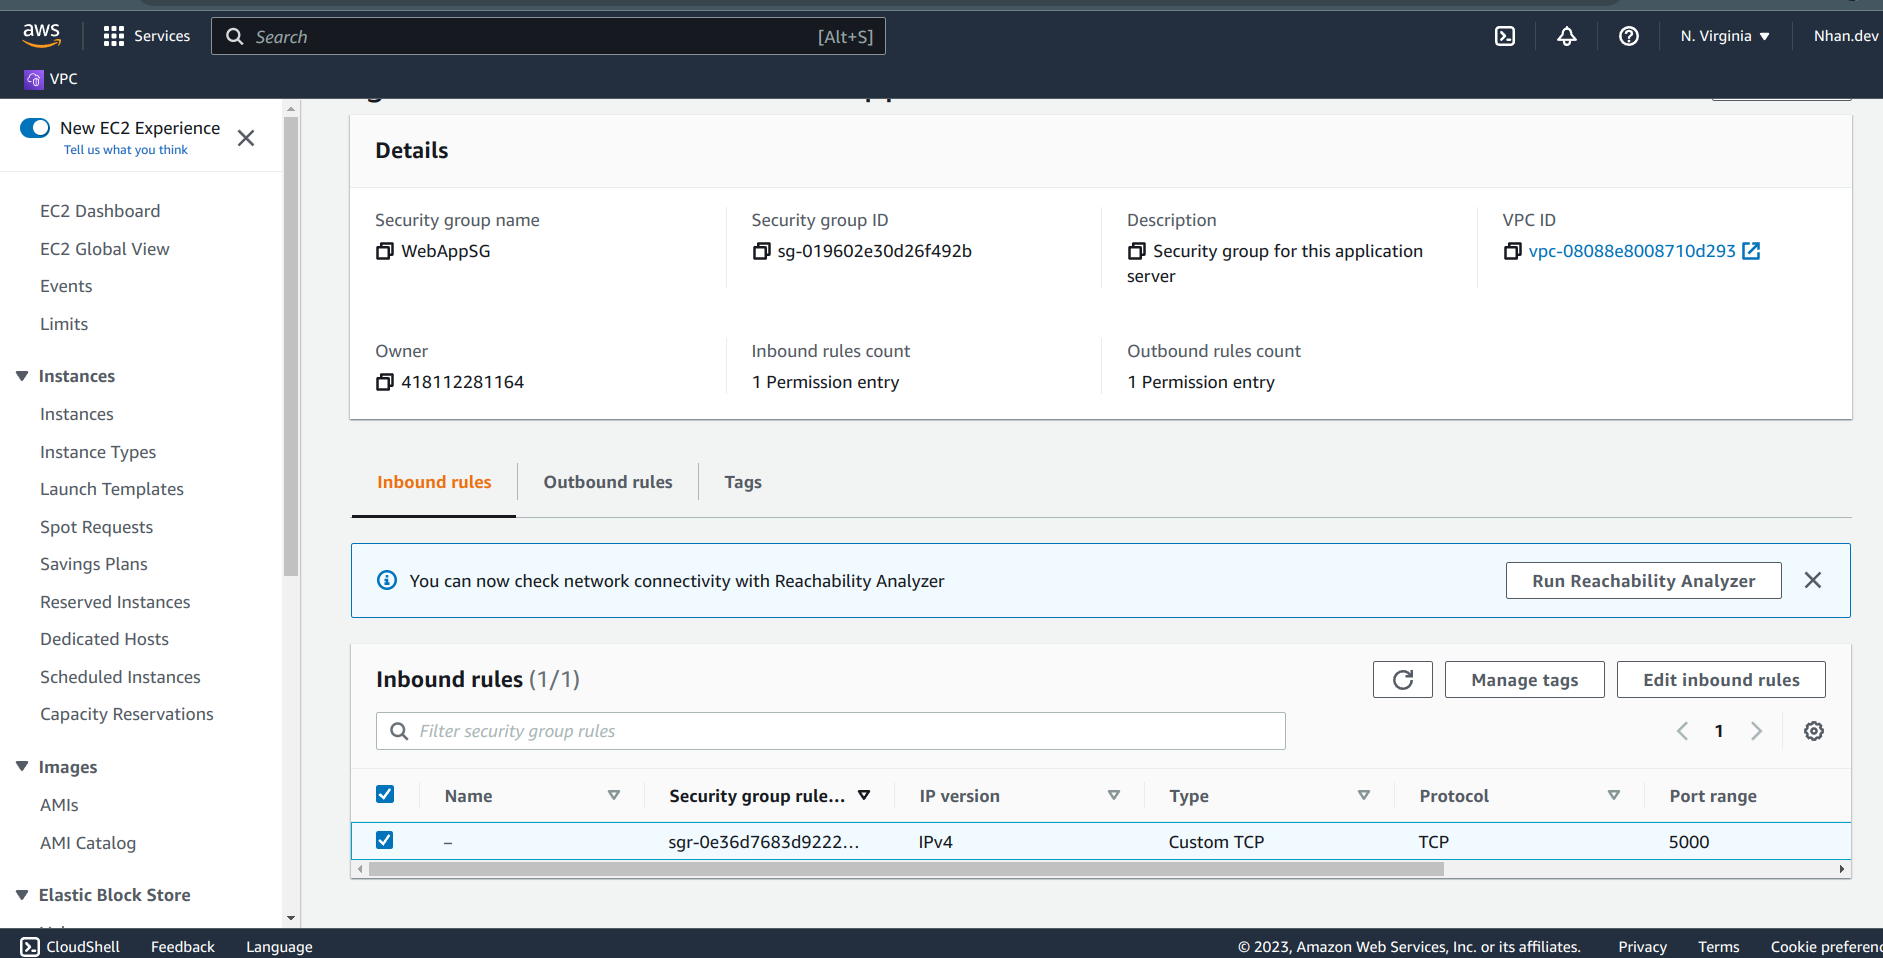 aws
Services
Search
[Alt+S]
N. Virginia
Nhan.dev
VPC
New EC2 Experience
Tell us what you think
EC2 Dashboard
EC2 Global View
Events
Limits
Instances
Instances
Instance Types
Launch Templates
Spot Requests
Savings Plans
Reserved Instances
Dedicated Hosts
Scheduled Instances
Capacity Reservations
Images
AMIs
AMI Catalog
Elastic Block Store
Details
Security group name
WebAppSG
Security group ID
sg-019602e30d26f492b
Description
Security group for this application
server
VPC ID
vpc-08088e8008710d293
Owner
418112281164
Inbound rules count
1 Permission entry
Outbound rules count
1 Permission entry
Inbound rules
Outbound rules
Tags
You can now check network connectivity with Reachability Analyzer
Run Reachability Analyzer
Inbound rules (1/1)
Manage tags
Edit inbound rules
Filter security group rules
1
Name
Security group rule...
IP version
Type
Protocol
Port range
–
sgr-0e36d7683d9222...
IPv4
Custom TCP
TCP
5000
CloudShell
Feedback
Language
© 2023, Amazon Web Services, Inc. or its affiliates.
Privacy
Terms
Cookie preferen